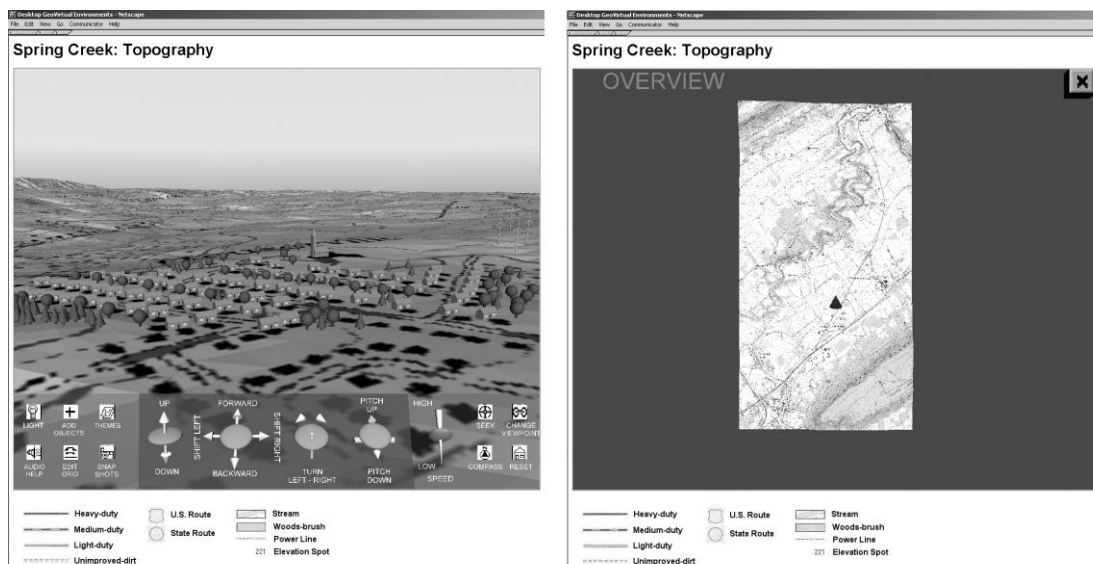 Desktop GeoVirtual Environments - Netscape
File Edit View Go Communicator Help
Spring Creek: Topography
UP
FORWARD
PITCH UP
HIGH
LIGHT
ADD OBJECTS
THEMES
SHIFT LEFT
SHIFT RIGHT
SEEK
CHANGE VIEWPOINT
AUDIO HELP
EDIT GRID
SNAP SHOTS
DOWN
BACKWARD
TURN LEFT - RIGHT
PITCH DOWN
LOW
SPEED
COMPASS
RESET
Heavy-duty
Medium-duty
Light-duty
Unimproved-dirt
U.S. Route
State Route
Stream
Woods-brush
Power Line
221 Elevation Spot
Desktop GeoVirtual Environments - Netscape
File Edit View Go Communicator Help
Spring Creek: Topography
OVERVIEW
Heavy-duty
Medium-duty
Light-duty
Unimproved-dirt
U.S. Route
State Route
Stream
Woods-brush
Power Line
221 Elevation Spot